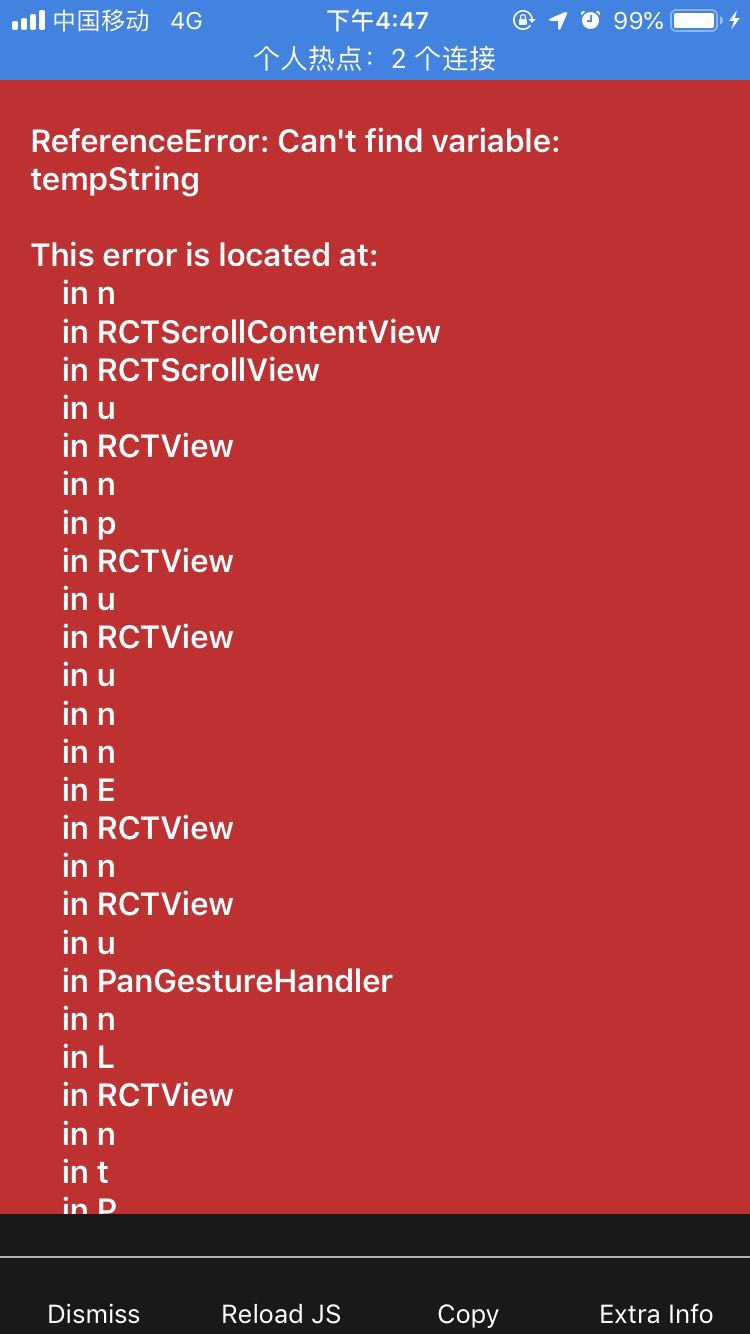 中国移动 4G 下午4:47 99%
个人热点：2 个连接
ReferenceError: Can't find variable:
tempString
This error is located at:
in n
in RCTScrollContentView
in RCTScrollView
in u
in RCTView
in n
in p
in RCTView
in u
in RCTView
in u
in n
in n
in E
in RCTView
in n
in RCTView
in u
in PanGestureHandler
in n
in L
in RCTView
in n
in t
in P
Dismiss Reload JS Copy Extra Info